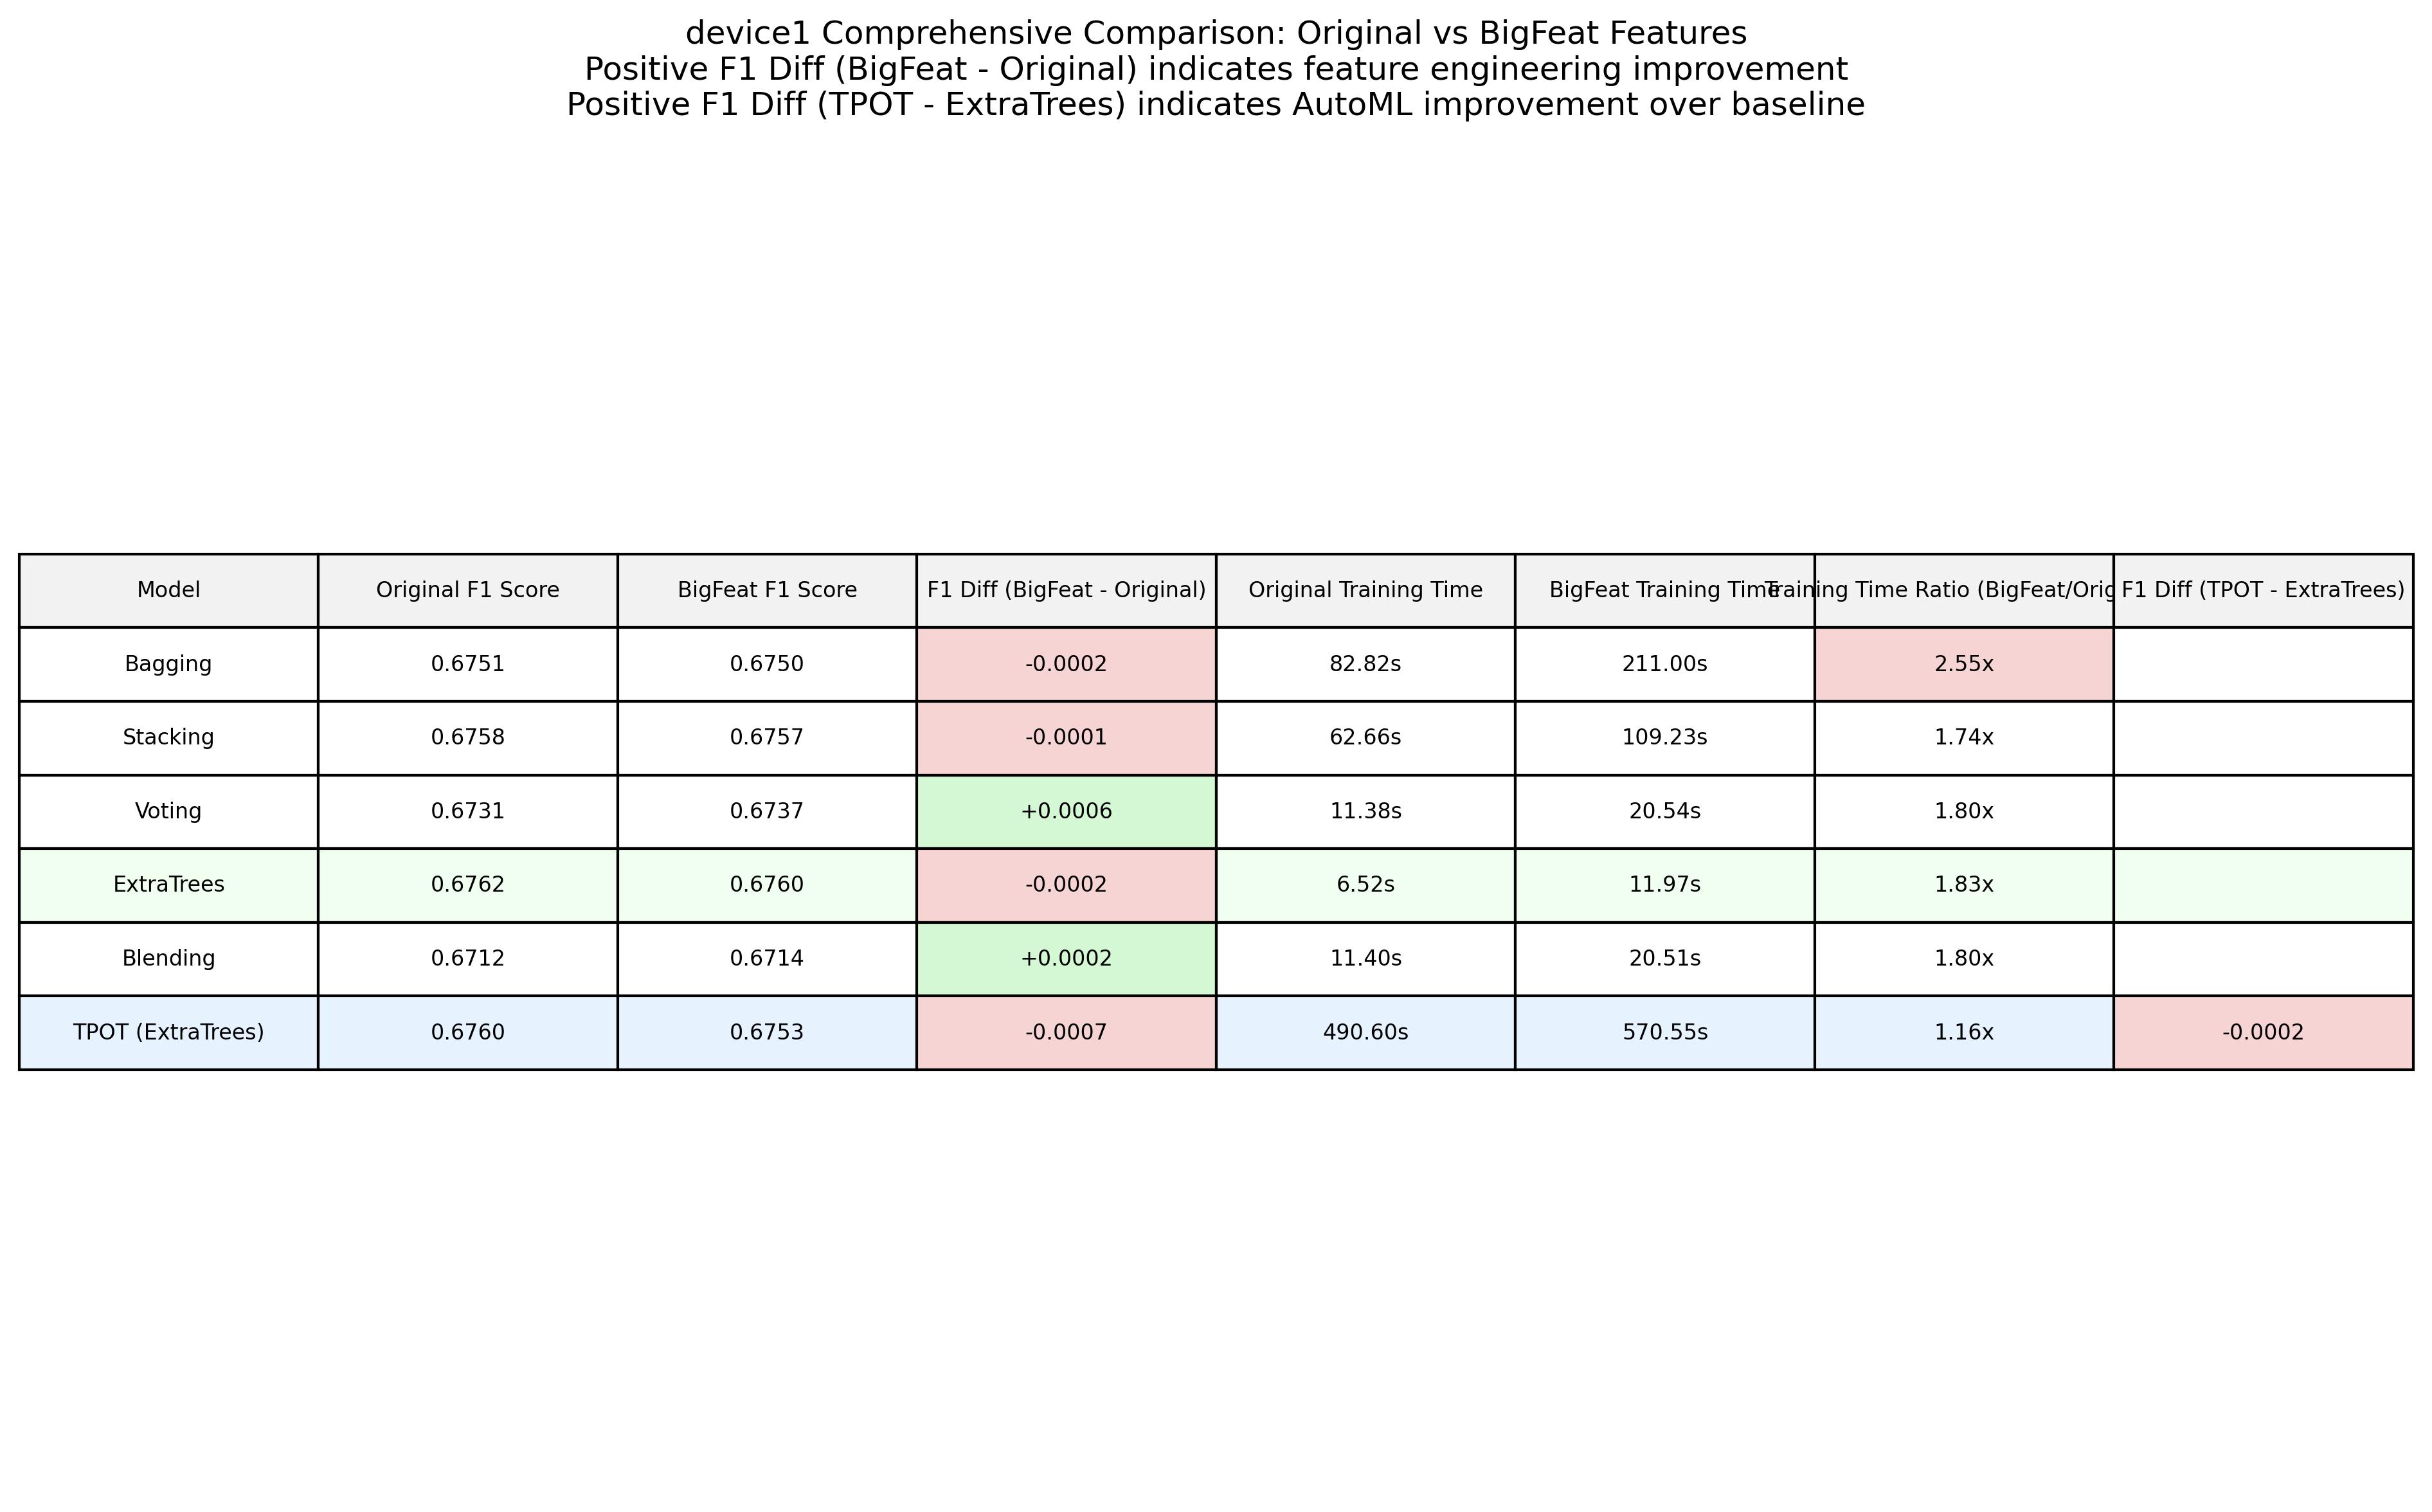 device1 Comprehensive Comparison: Original vs BigFeat Features
Positive F1 Diff (BigFeat - Original) indicates feature engineering improvement
Positive F1 Diff (TPOT - ExtraTrees) indicates AutoML improvement over baseline
Model Original F1 Score BigFeat F1 Score F1 Diff (BigFeat - Original) Original Training Time BigFeat Training Time Training Time Ratio (BigFeat/Orig F1 Diff (TPOT - ExtraTrees)
Bagging 0.6751 0.6750 -0.0002 82.82s 211.00s 2.55x
Stacking 0.6758 0.6757 -0.0001 62.66s 109.23s 1.74x
Voting 0.6731 0.6737 +0.0006 11.38s 20.54s 1.80x
ExtraTrees 0.6762 0.6760 -0.0002 6.52s 11.97s 1.83x
Blending 0.6712 0.6714 +0.0002 11.40s 20.51s 1.80x
TPOT (ExtraTrees) 0.6760 0.6753 -0.0007 490.60s 570.55s 1.16x -0.0002